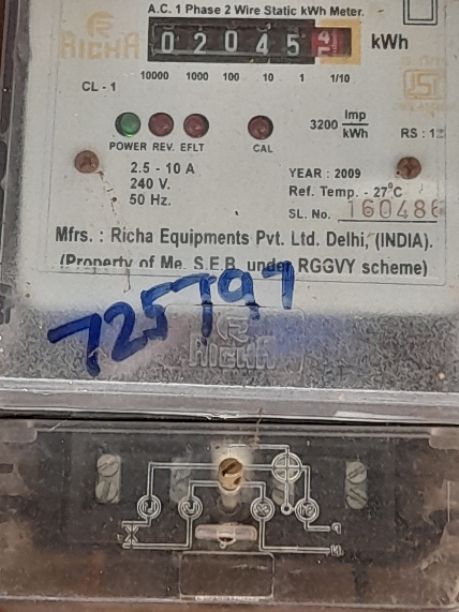 A.C. 1 Phase 2 Wire Static kWh Meter.
RICHA
02045
kWh
10000 1000 100 10 1 1/10
CL - 1
3200 Imp/kWh
RS : 12
POWER REV. EFLT CAL
2.5 - 10 A
240 V.
50 Hz.
YEAR : 2009
Ref. Temp. - 27°C
SL. No. 160486
Mfrs. : Richa Equipments Pvt. Ltd. Delhi, (INDIA).
(Property of Me. S.E.B. under RGGVY scheme)
725797
RICHA